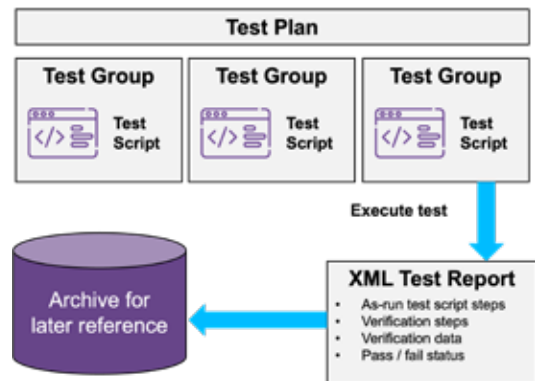 Test Plan
Test Group
Test Group
Test Group
</>
Test
Script
</>
Test
Script
</>
Test
Script
Execute test
XML Test Report
• As-run test script steps
• Verification steps
• Verification data
• Pass / fail status
Archive for
later reference